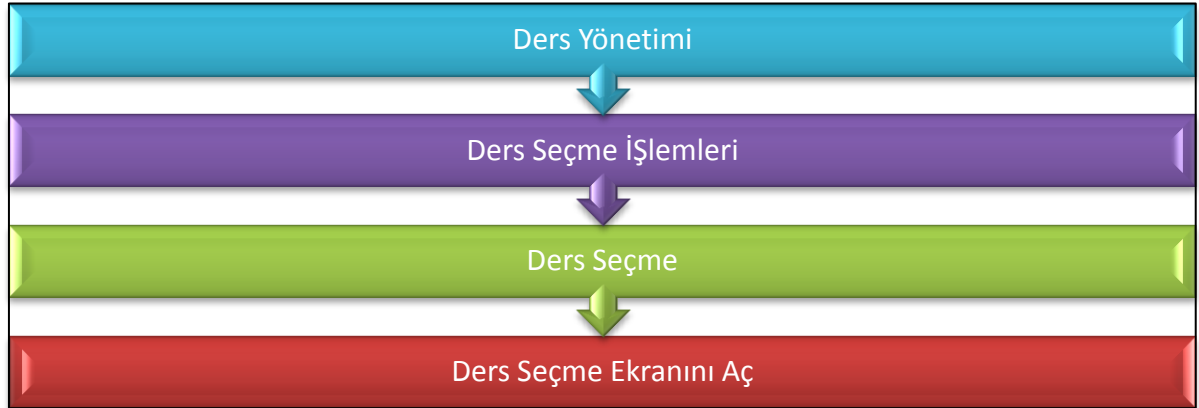 Ders Yönetimi
Ders Seçme İŞlemleri
Ders Seçme
Ders Seçme Ekranını Aç